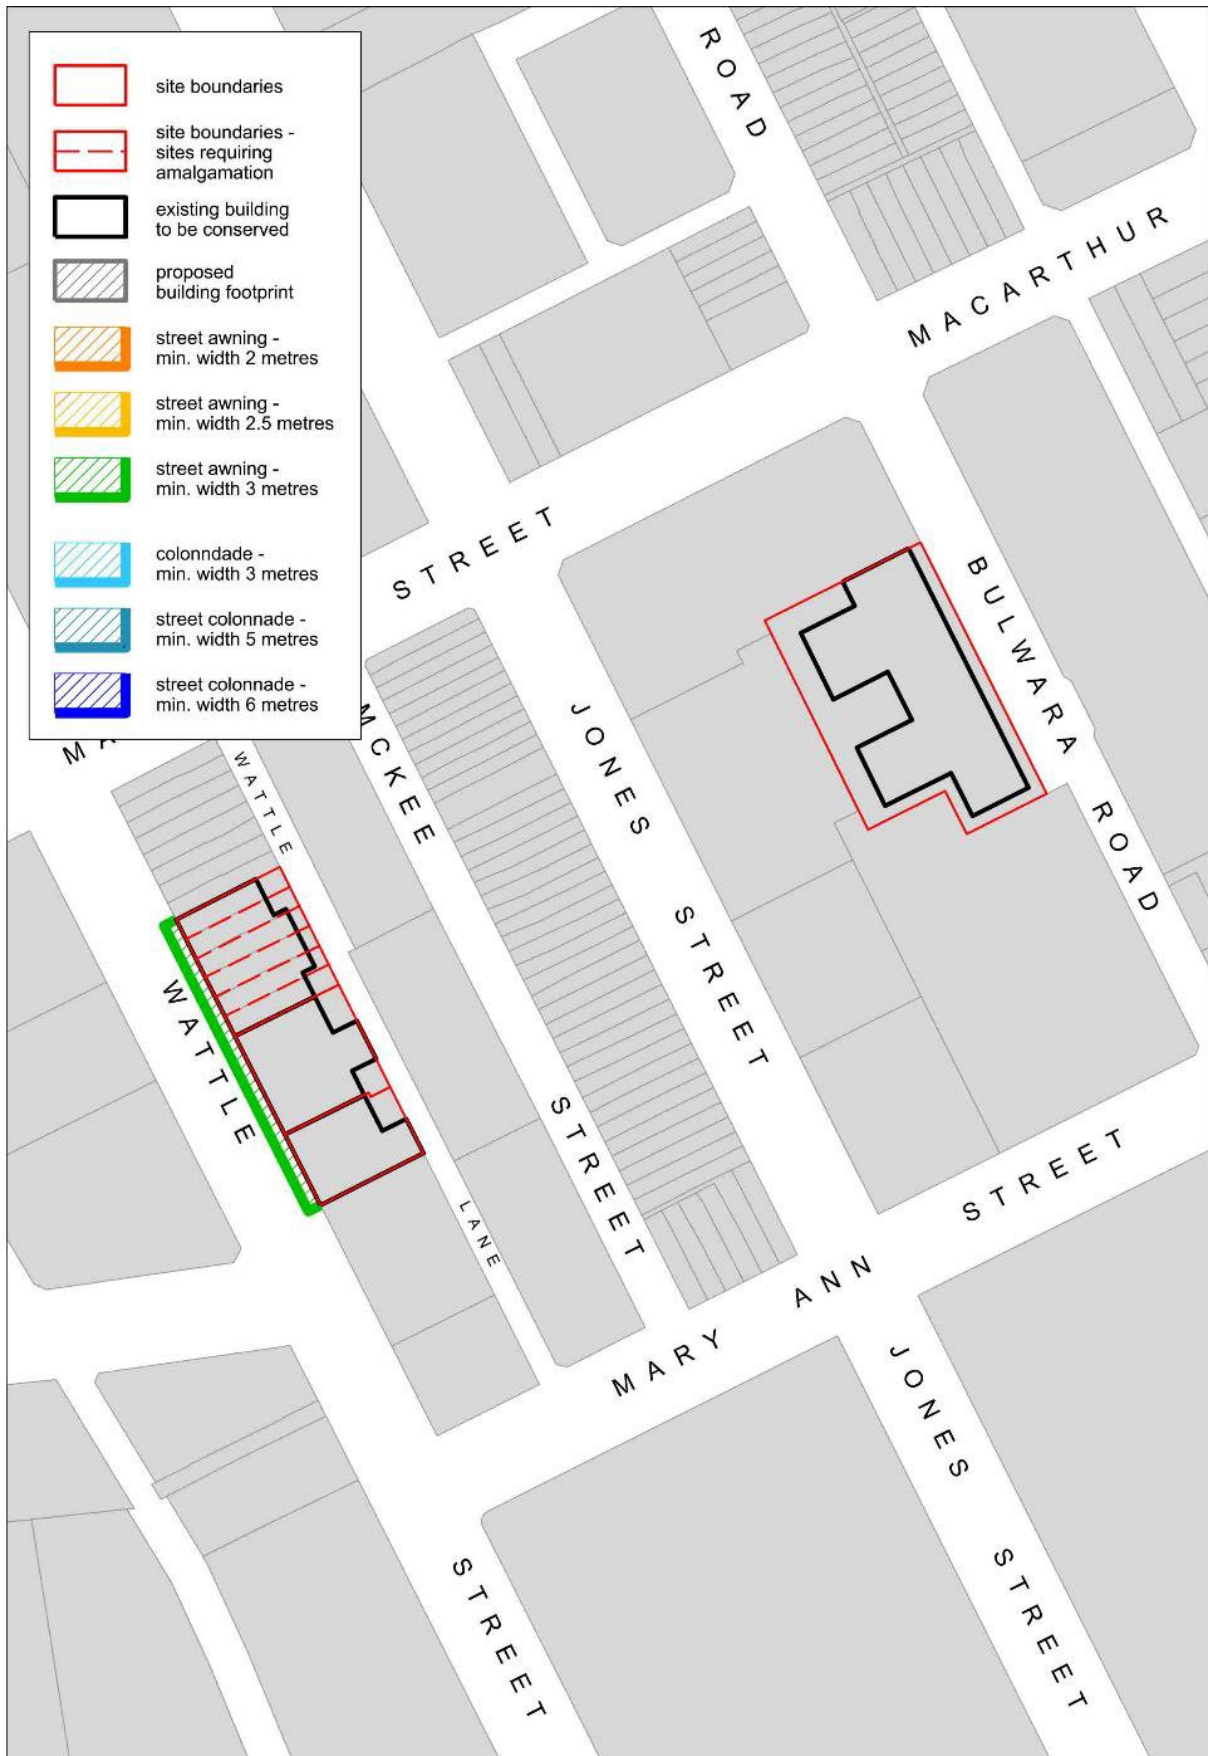 site boundaries
site boundaries -
sites requiring
amalgamation
existing building
to be conserved
proposed
building footprint
street awning -
min. width 2 metres
street awning -
min. width 2.5 metres
street awning -
min. width 3 metres
colonndade -
min. width 3 metres
street colonnade -
min. width 5 metres
street colonnade -
min. width 6 metres
ROAD
MACARTHUR
STREET
BULWARA
ROAD
JONES
STREET
MCKEE
STREET
WATTLE
LANE
WATTLE
STREET
MARY ANN STREET
JONES
STREET